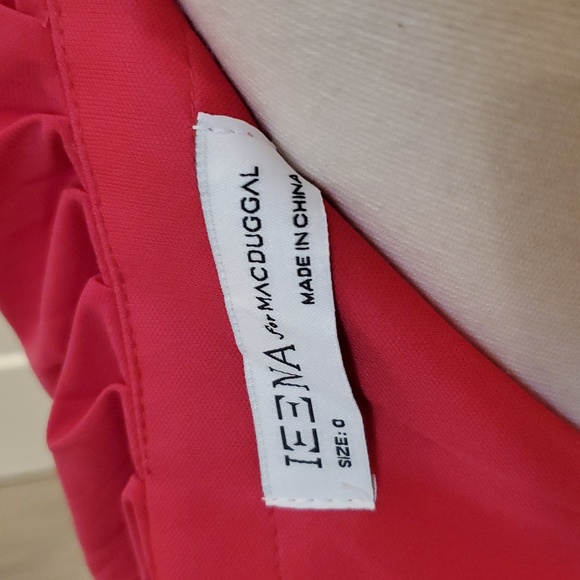 IEENA for MACDUGGAL
MADE IN CHINA
SIZE: 0